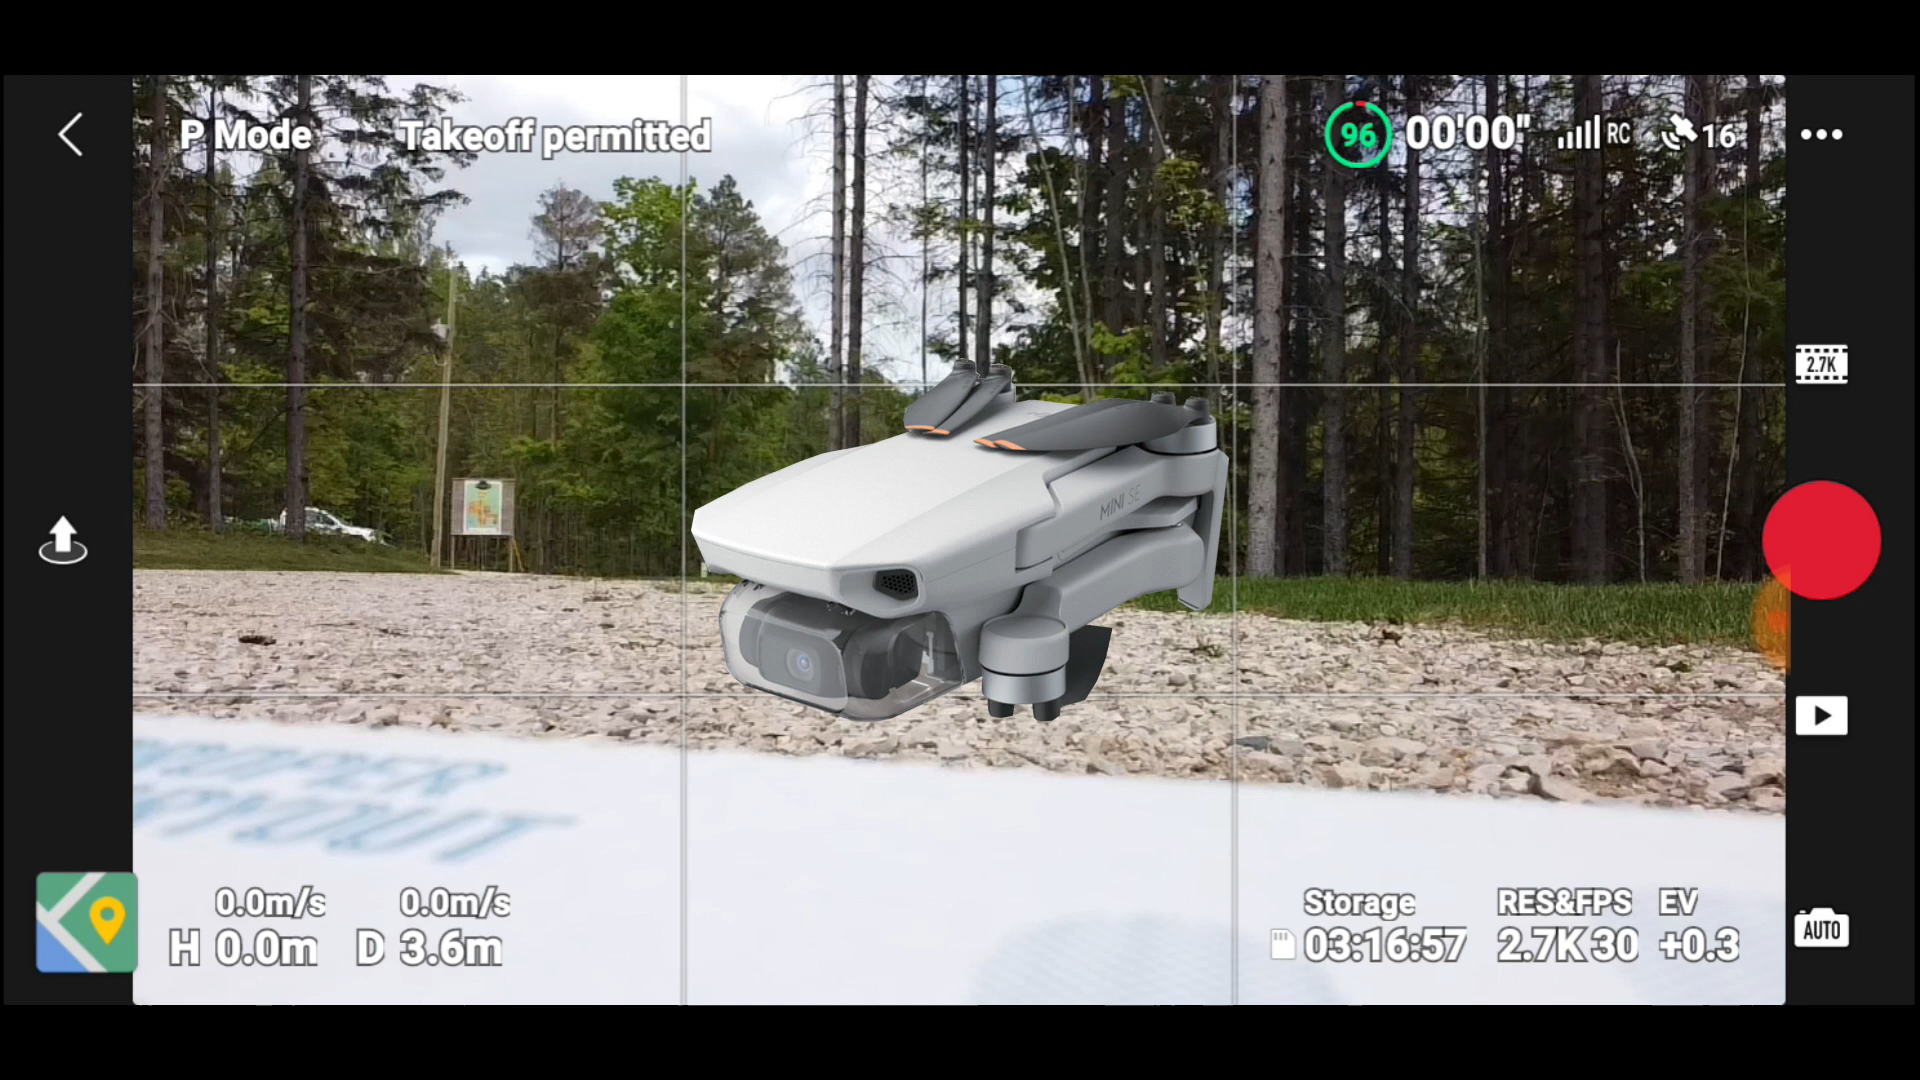 P Mode
Takeoff permitted
96
00'00"
RC
16
2.7K
MINI SE
0.0m/s
0.0m/s
H 0.0m
D 3.6m
Storage
03:16:57
RES&FPS
2.7K 30
EV
+0.3
AUTO